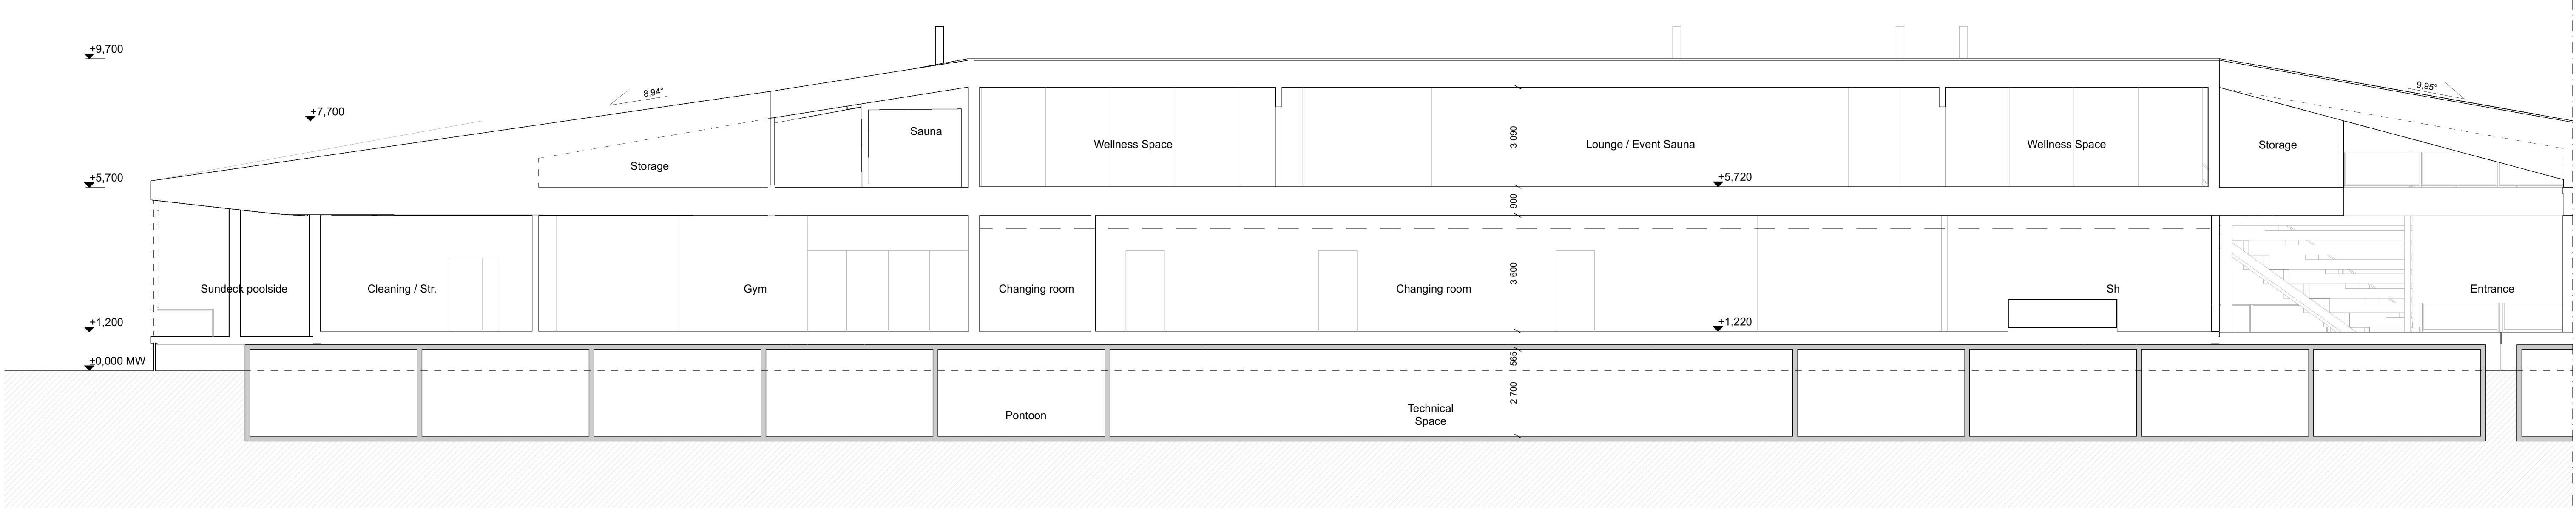 +9,700
8,94°
9,95°
+7,700
Sauna
3 090
Wellness Space
Lounge / Event Sauna
Wellness Space
Storage
Storage
+5,700
+5,720
900
3 600
Sundeck poolside
Cleaning / Str.
Gym
Changing room
Changing room
Sh
Entrance
+1,200
+1,220
±0,000 MW
565
2 700
Pontoon
Technical
Space